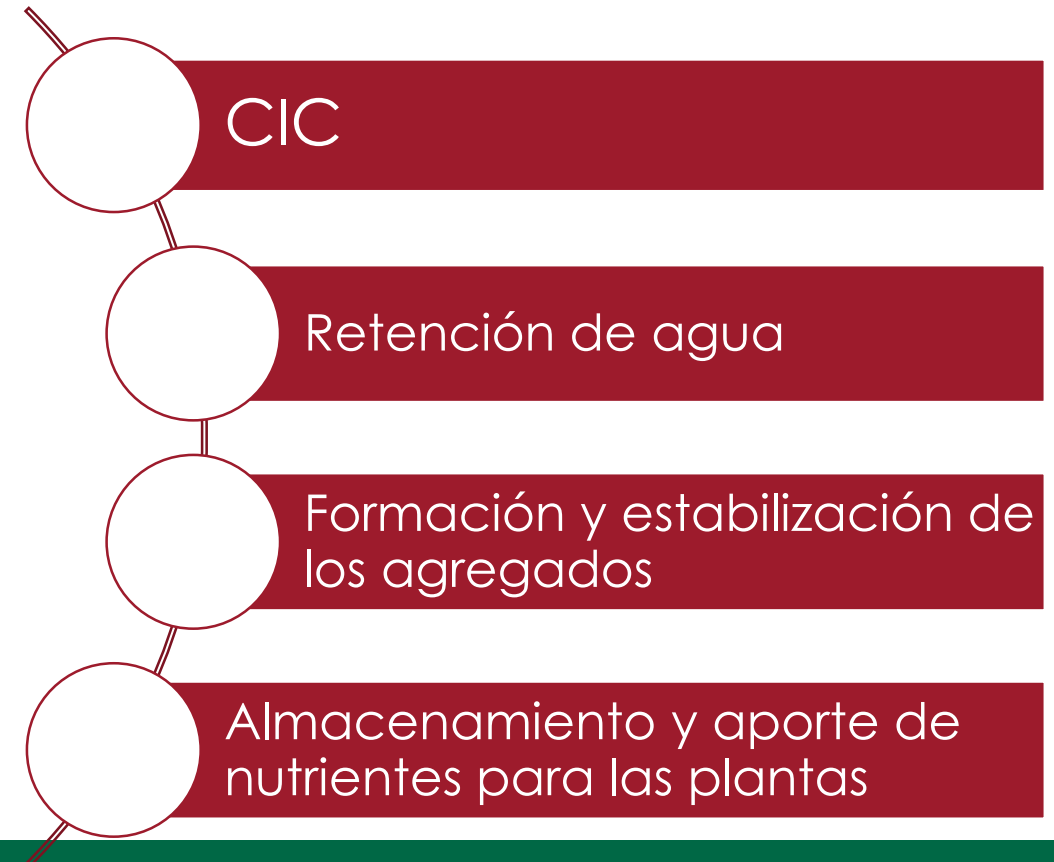 CIC
Retención de agua
Formación y estabilización de
los agregados
Almacenamiento y aporte de
nutrientes para las plantas